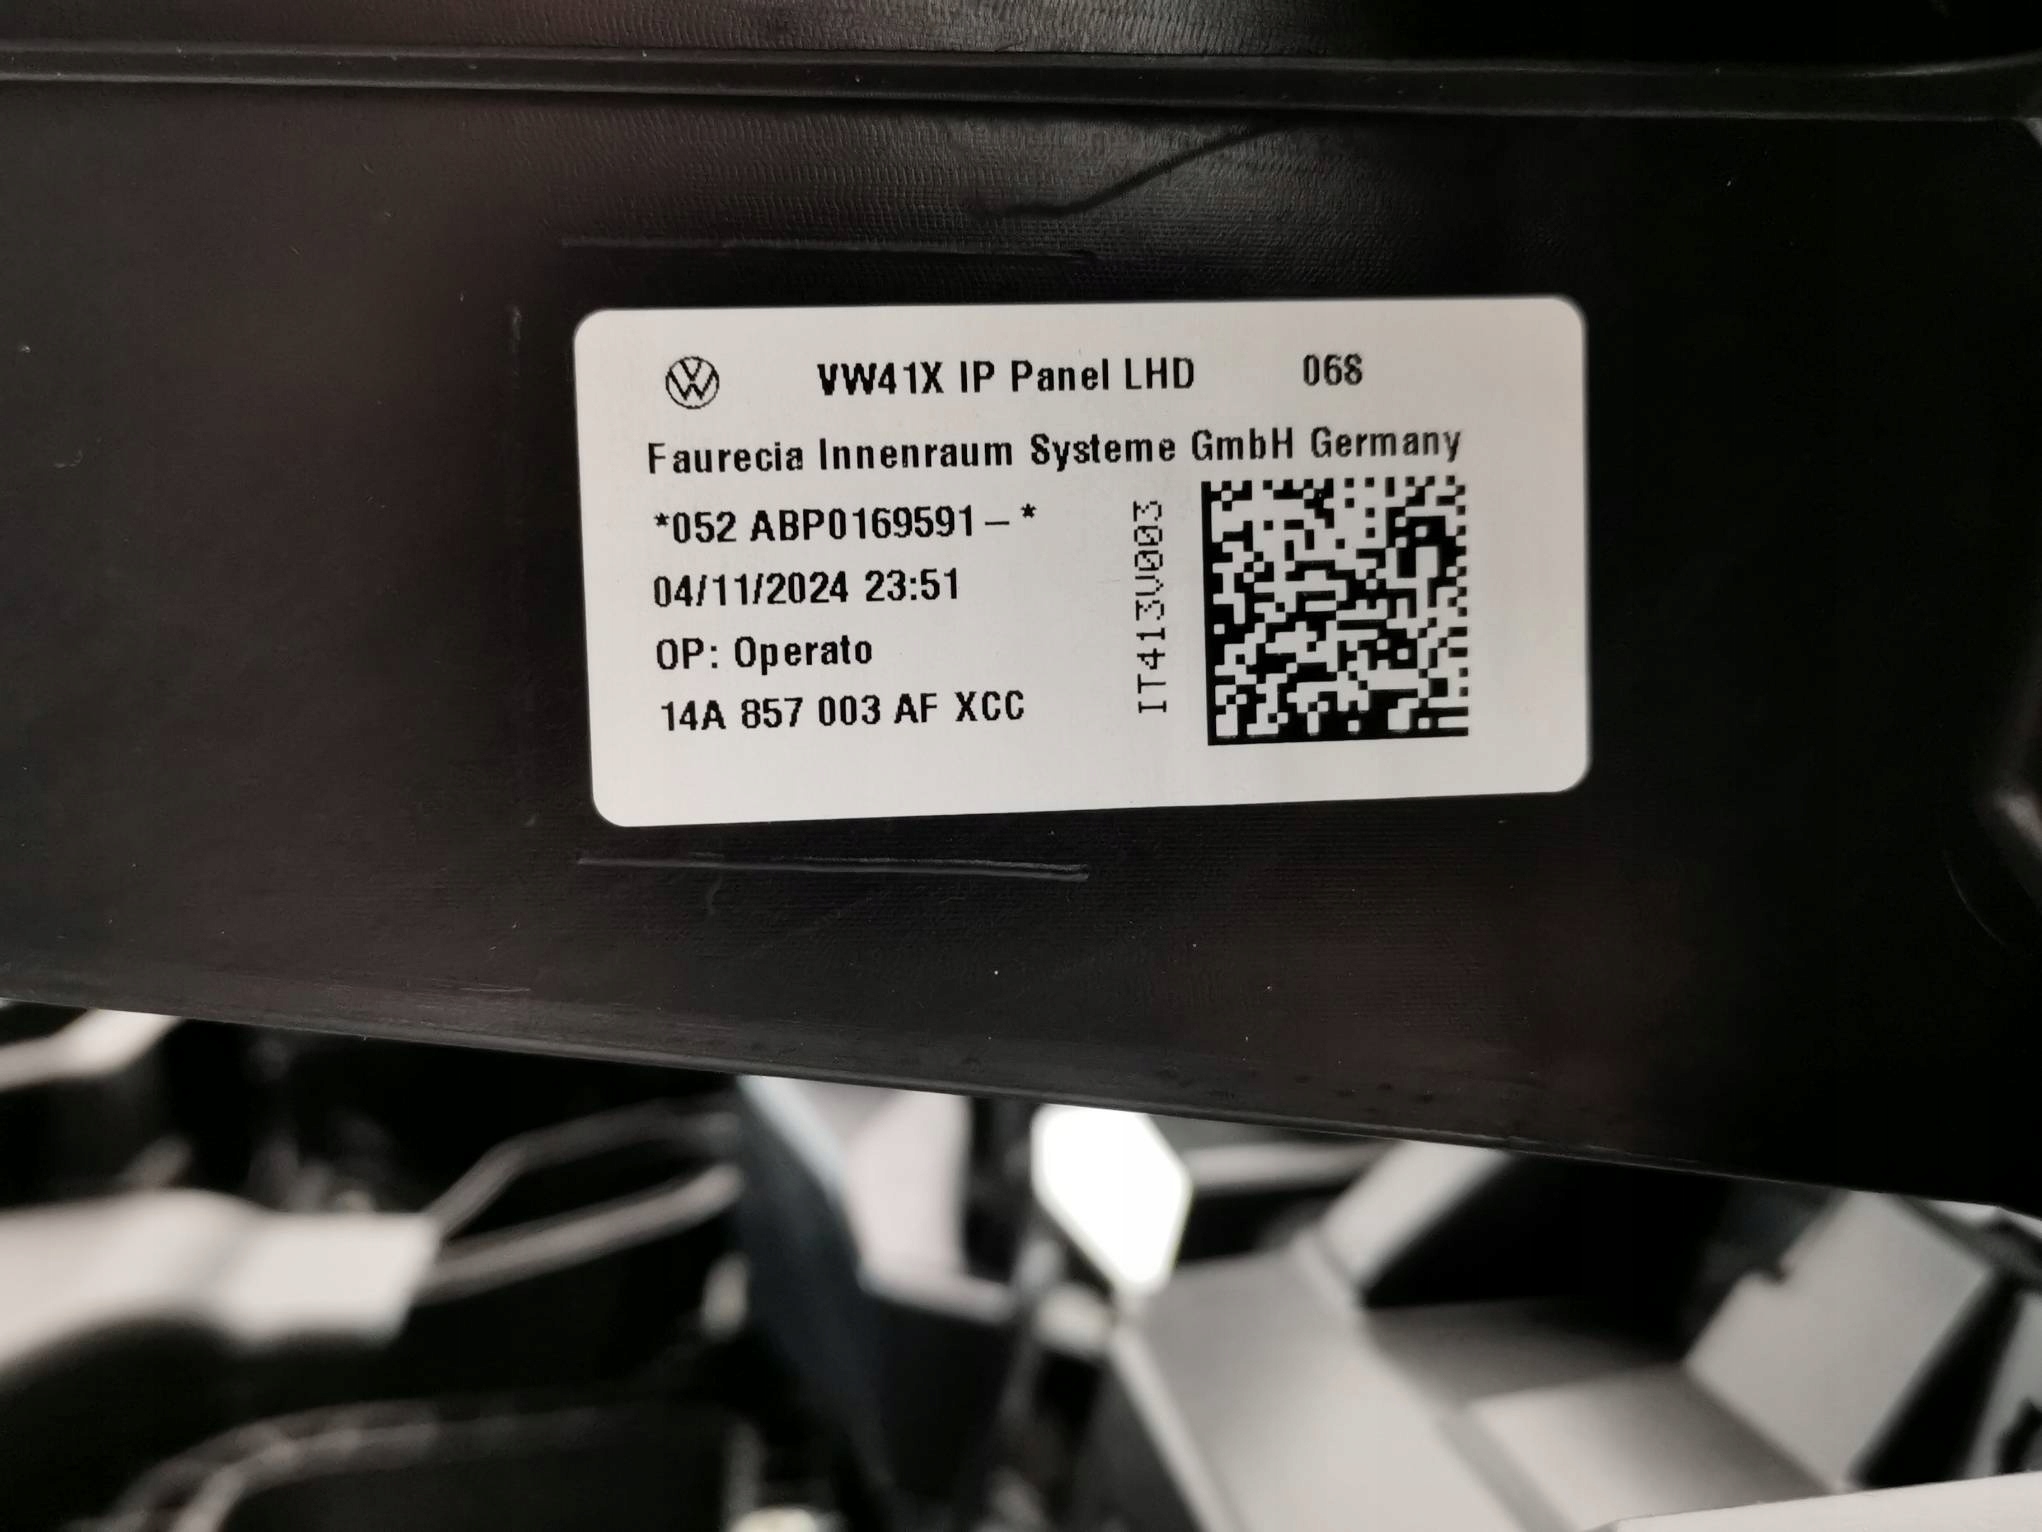 VW41X IP Panel LHD 068
Faurecia Innenraum Systeme GmbH Germany
*052 ABP0169591-*
04/11/2024 23:51
OP: Operato
14A 857 003 AF XCC
IT413V003